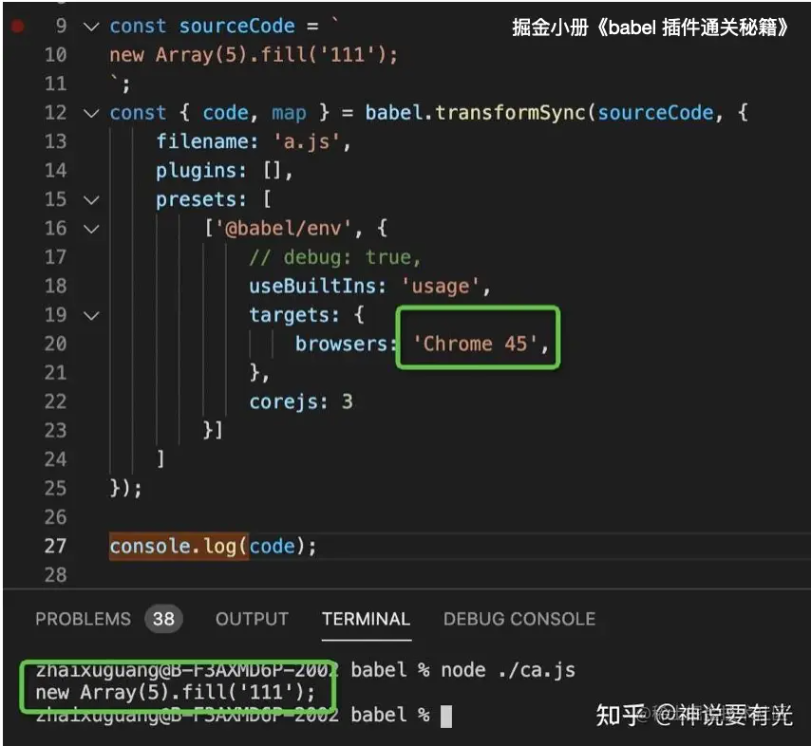 掘金小册《babel 插件通关秘籍》
9 const sourceCode = `
10 new Array(5).fill('111');
11 `;
12 const { code, map } = babel.transformSync(sourceCode, {
13 filename: 'a.js',
14 plugins: [],
15 presets: [
16 ['@babel/env', {
17 // debug: true,
18 useBuiltIns: 'usage',
19 targets: {
20 browsers: 'Chrome 45',
21 },
22 corejs: 3
23 }]
24 ]
25 });
26
27 console.log(code);
28
PROBLEMS 38 OUTPUT TERMINAL DEBUG CONSOLE
zhaixuguang@B-F3AXMD6P-2002 babel % node ./ca.js
new Array(5).fill('111');
zhaixuguang@B-F3AXMD6P-2002 babel %
知乎 @神说要有光